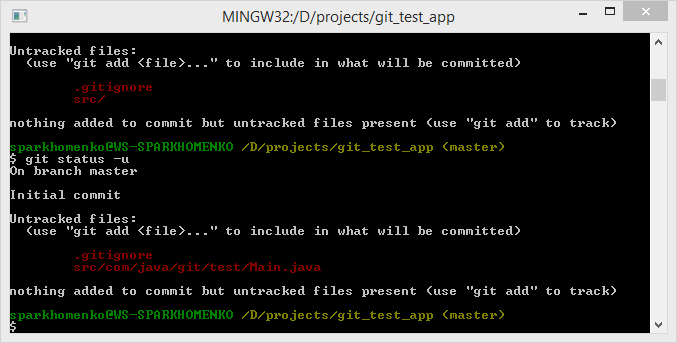 MINGW32:/D/projects/git_test_app
Untracked files:
(use "git add <file>..." to include in what will be committed)
.gitignore
src/
nothing added to commit but untracked files present (use "git add" to track)
sparkhomenko@WS-SPARKHOMENKO /D/projects/git_test_app (master)
$ git status -u
On branch master
Initial commit
Untracked files:
(use "git add <file>..." to include in what will be committed)
.gitignore
src/com/java/git/test/Main.java
nothing added to commit but untracked files present (use "git add" to track)
sparkhomenko@WS-SPARKHOMENKO /D/projects/git_test_app (master)
$